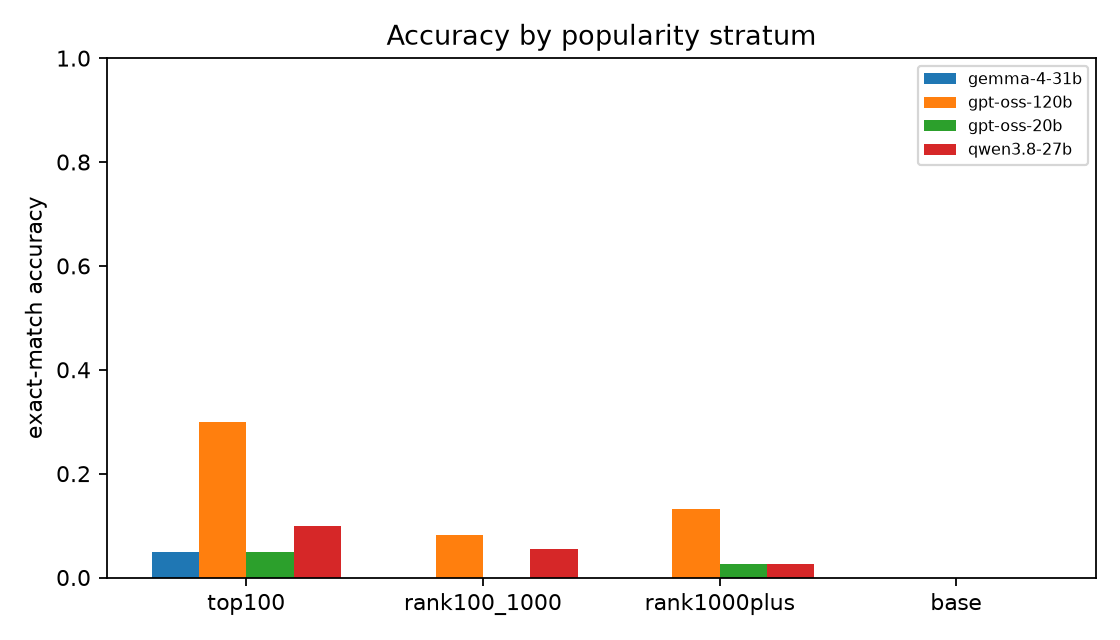 Accuracy by popularity stratum
gemma-4-31b
gpt-oss-120b
gpt-oss-20b
qwen3.8-27b
exact-match accuracy
1.0
0.8
0.6
0.4
0.2
0.0
top100
rank100_1000
rank1000plus
base